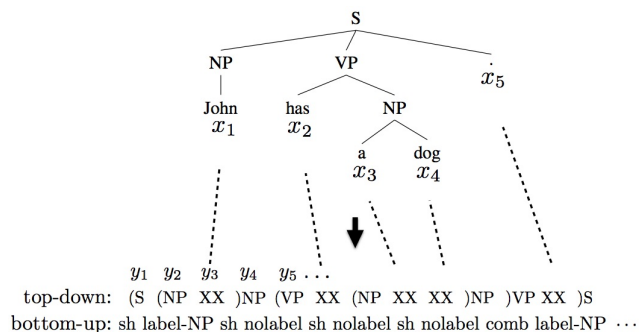 S
NP VP .
x₅
John has NP
x₁ x₂
a dog
x₃ x₄
y₁ y₂ y₃ y₄ y₅ ...
top-down: (S (NP XX )NP (VP XX (NP XX XX )NP )VP XX )S
bottom-up: sh label-NP sh nolabel sh nolabel sh nolabel comb label-NP ⋯